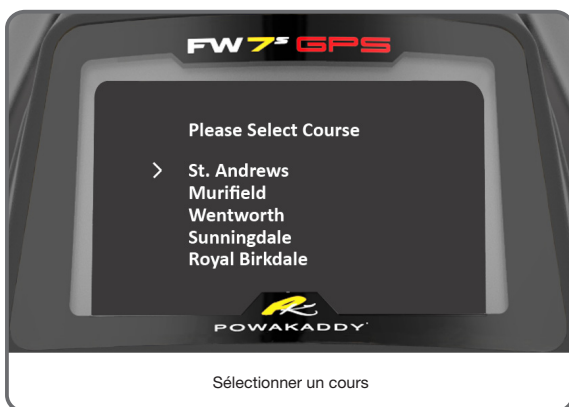 FW7s GPS
Please Select Course
> St. Andrews
Murifield
Wentworth
Sunningdale
Royal Birkdale
POWAKADDY
Sélectionner un cours